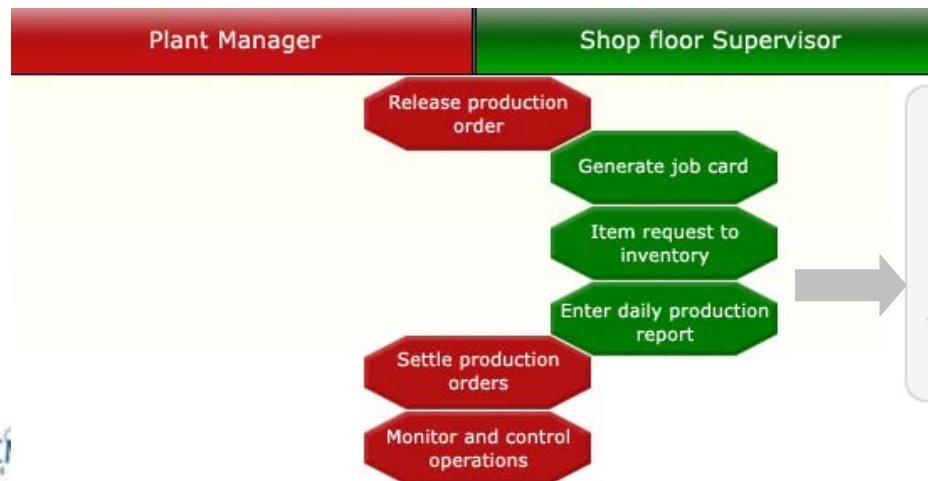 Plant Manager
Shop floor Supervisor
Release production
order
Generate job card
Item request to
inventory
Enter daily production
report
Settle production
orders
Monitor and control
operations